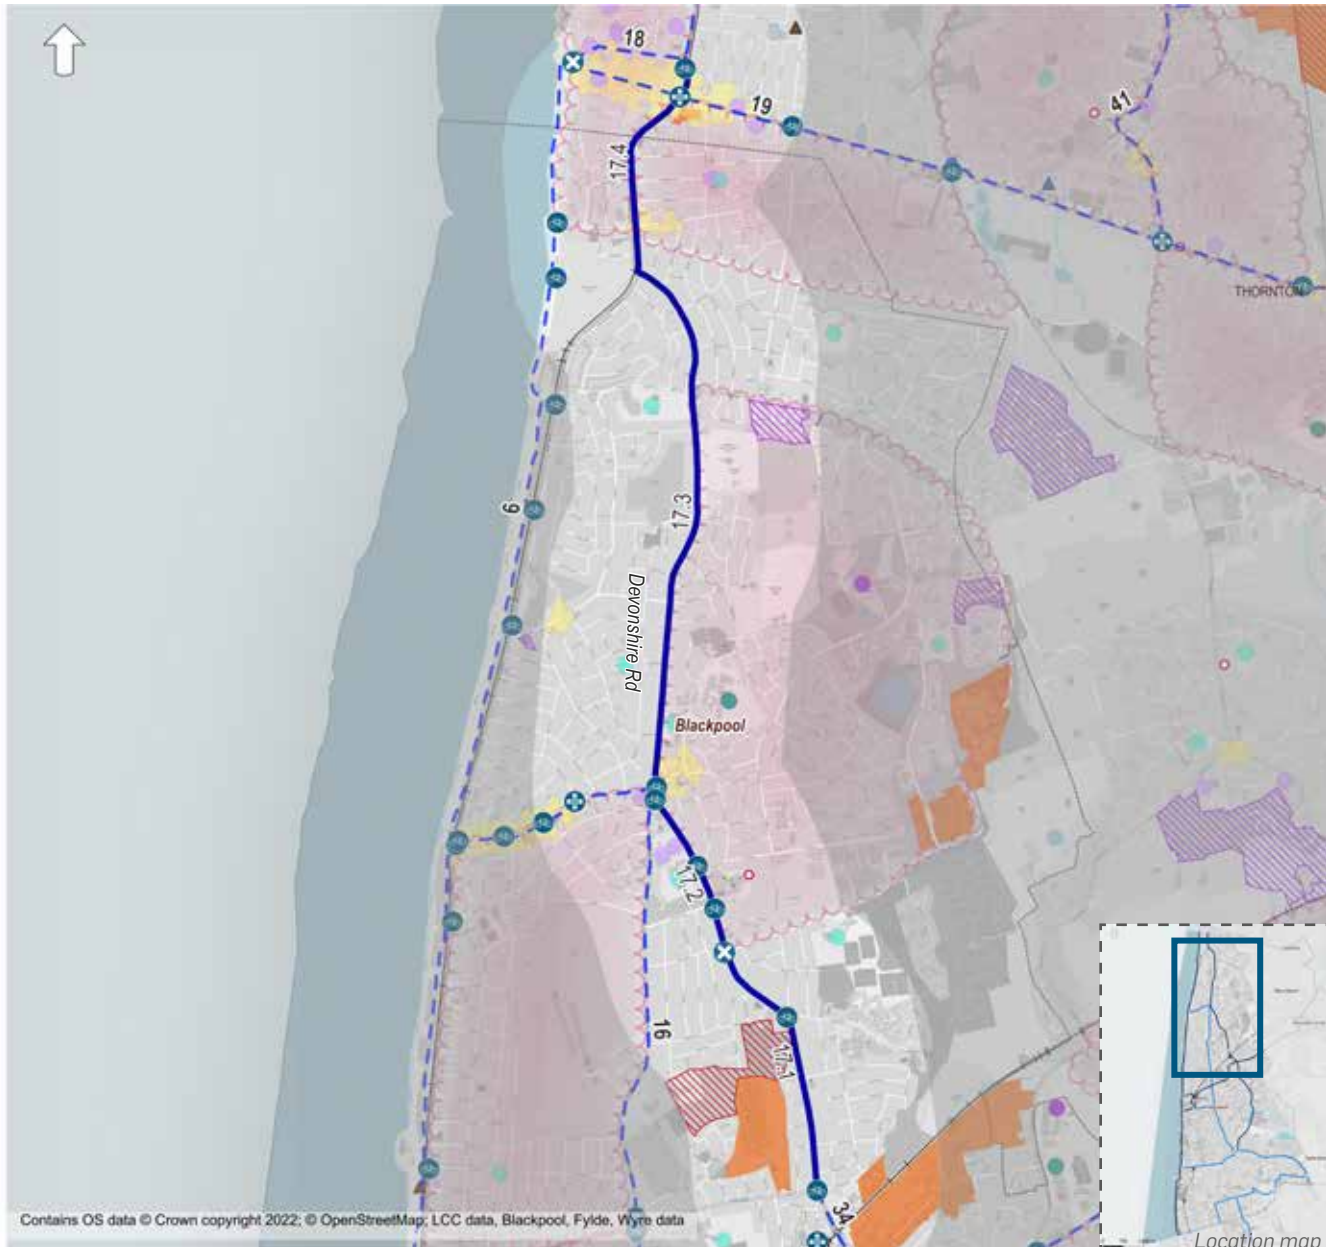 18
19
41
17.4
THORNTON
9
17.3
Devonshire Rd
Blackpool
17.2
16
17.1
34
Contains OS data © Crown copyright 2022; © OpenStreetMap; LCC data, Blackpool, Fylde, Wyre data
Location map